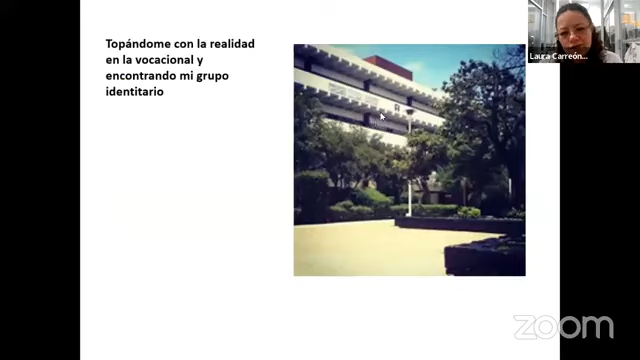 Topándome con la realidad
en la vocacional y
encontrando mi grupo
identitario
Laura Carreón...
zoom